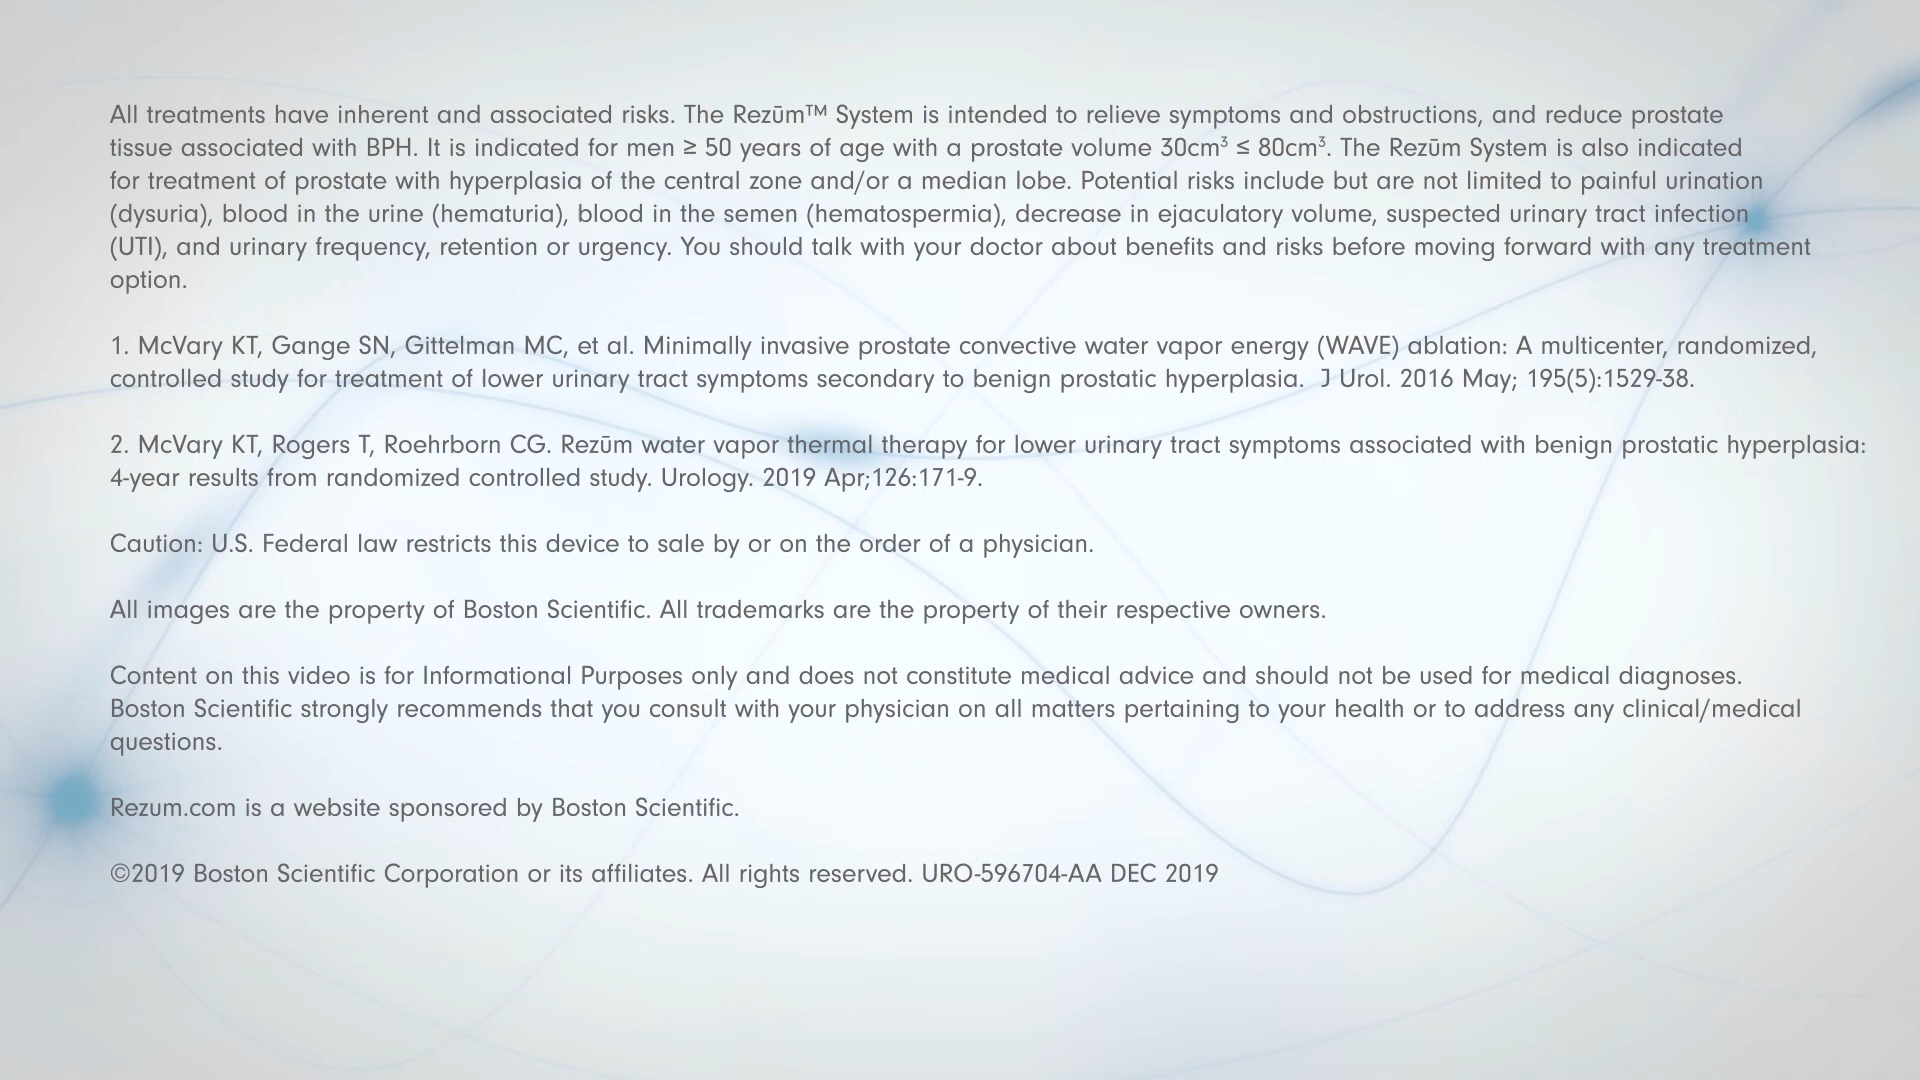 All treatments have inherent and associated risks. The Rezūm™ System is intended to relieve symptoms and obstructions, and reduce prostate
tissue associated with BPH. It is indicated for men ≥ 50 years of age with a prostate volume 30cm³ ≤ 80cm³. The Rezūm System is also indicated
for treatment of prostate with hyperplasia of the central zone and/or a median lobe. Potential risks include but are not limited to painful urination
(dysuria), blood in the urine (hematuria), blood in the semen (hematospermia), decrease in ejaculatory volume, suspected urinary tract infection
(UTI), and urinary frequency, retention or urgency. You should talk with your doctor about benefits and risks before moving forward with any treatment
option.
1. McVary KT, Gange SN, Gittelman MC, et al. Minimally invasive prostate convective water vapor energy (WAVE) ablation: A multicenter, randomized,
controlled study for treatment of lower urinary tract symptoms secondary to benign prostatic hyperplasia.  J Urol. 2016 May; 195(5):1529-38.
2. McVary KT, Rogers T, Roehrborn CG. Rezūm water vapor thermal therapy for lower urinary tract symptoms associated with benign prostatic hyperplasia:
4-year results from randomized controlled study. Urology. 2019 Apr;126:171-9.
Caution: U.S. Federal law restricts this device to sale by or on the order of a physician.
All images are the property of Boston Scientific. All trademarks are the property of their respective owners.
Content on this video is for Informational Purposes only and does not constitute medical advice and should not be used for medical diagnoses.
Boston Scientific strongly recommends that you consult with your physician on all matters pertaining to your health or to address any clinical/medical
questions.
Rezum.com is a website sponsored by Boston Scientific.
©2019 Boston Scientific Corporation or its affiliates. All rights reserved. URO-596704-AA DEC 2019